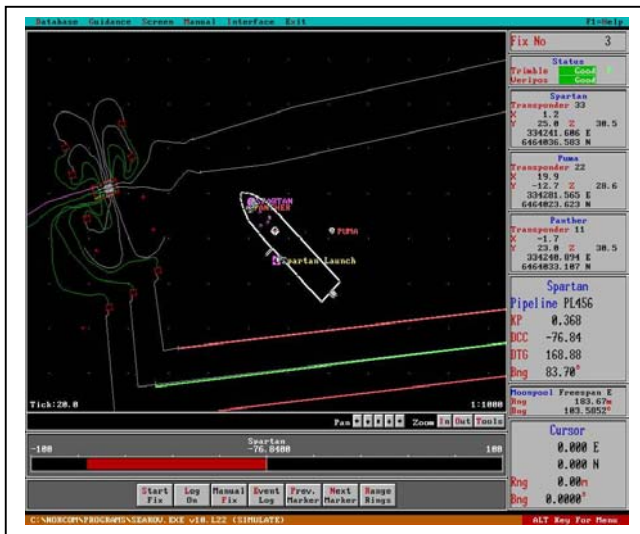 Database Guidance Screen Manual Interface Exit F1=Help
Fix No 3
Status
Trimble Good
Veripos Good
Spartan
Transponder 33
X 1.2
Y 25.0 Z 30.5
334241.606 E
6464036.583 N
Puma
Transponder 22
X 19.9
Y -12.7 Z 28.6
334281.565 E
6464023.623 N
Panther
Transponder 11
X -1.7
Y 23.0 Z 30.5
334240.894 E
6464033.107 N
Spartan
Pipeline PL456
KP 0.368
DCC -76.84
DTG 168.88
Bng 83.70°
Moonpool Freespan E
Rng 183.67m
Bng 103.5852°
Cursor
0.000 E
0.000 N
Rng 0.00m
Bng 0.0000°
SPARTAN
PANTHER
PUMA
Spartan Launch
Tick:20.0 1:1000
Pan Zoom In Out Tools
Spartan
-100 -76.8400 100
Start Fix
Log On
Manual Fix
Event Log
Prev. Marker
Next Marker
Range Rings
C:\NORCOM\PROGRAMS\SEAROV.EXE v10.L22 (SIMULATE) ALT Key For Menu